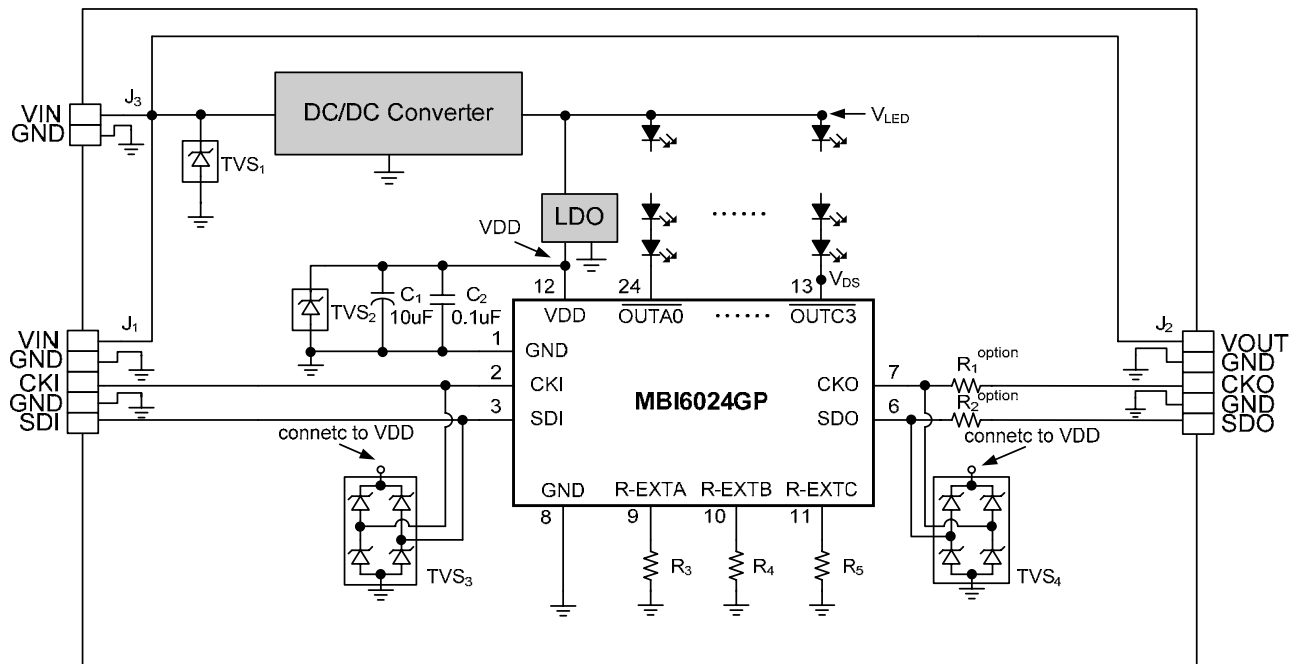 J3
VIN
GND
DC/DC Converter
VLED
TVS1
LDO
VDD
VDS
12
24
13
TVS2
C1
10uF
C2
0.1uF
VDD
OUTA0
......
......
OUTC3
J1
VIN
GND
CKI
GND
SDI
1
2
3
GND
CKI
SDI
MBI6024GP
CKO
SDO
7
6
R1 option
R2 option
J2
VOUT
GND
CKO
GND
SDO
connetc to VDD
connetc to VDD
GND
R-EXTA
R-EXTB
R-EXTC
8
9
10
11
TVS3
R3
R4
R5
TVS4